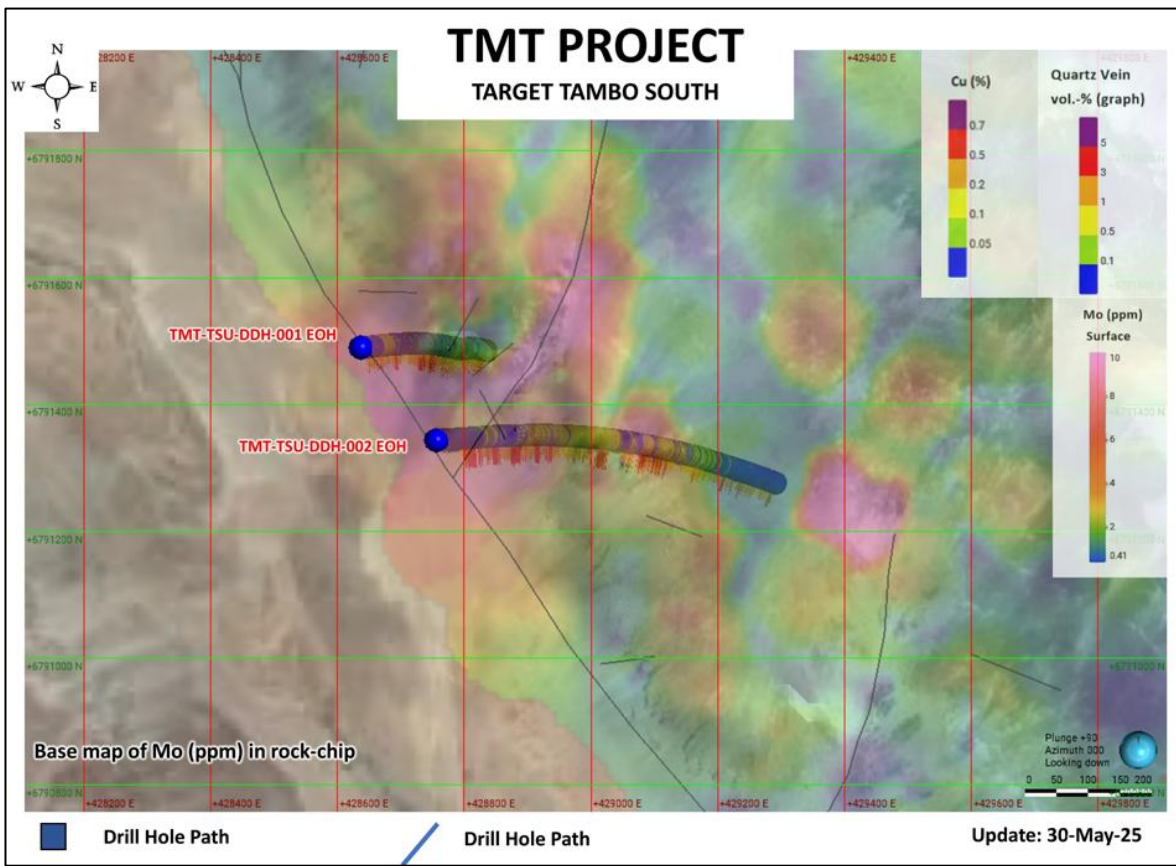 TMT PROJECT
TARGET TAMBO SOUTH
N
W
E
S
28200 E
+428400 E
+428600 E
+429400 E
Cu (%)
0.7
0.5
0.2
0.1
0.05
Quartz Vein
vol.-% (graph)
5
3
1
0.5
0.1
Mo (ppm)
Surface
10
8
6
4
2
0.41
+6791800 N
+6791600 N
TMT-TSU-DDH-001 EOH
+6791400 N
TMT-TSU-DDH-002 EOH
+6791200 N
+6791000 N
+6791000 N
Base map of Mo (ppm) in rock-chip
Plunge +90
Azimuth 000
Looking down
0 50 100 150 200
+6790800 N
+428200 E
+428400 E
+428600 E
+428800 E
+429000 E
+429200 E
+429400 E
+429600 E
+429800 E
Drill Hole Path
Drill Hole Path
Update: 30-May-25